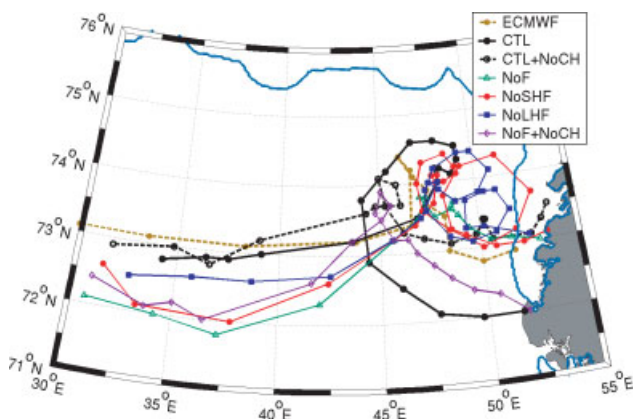 76°N
75°N
74°N
73°N
72°N
71°N
30°E
35°E
40°E
45°E
50°E
55°E
ECMWF
CTL
CTL+NoCH
NoF
NoSHF
NoLHF
NoF+NoCH